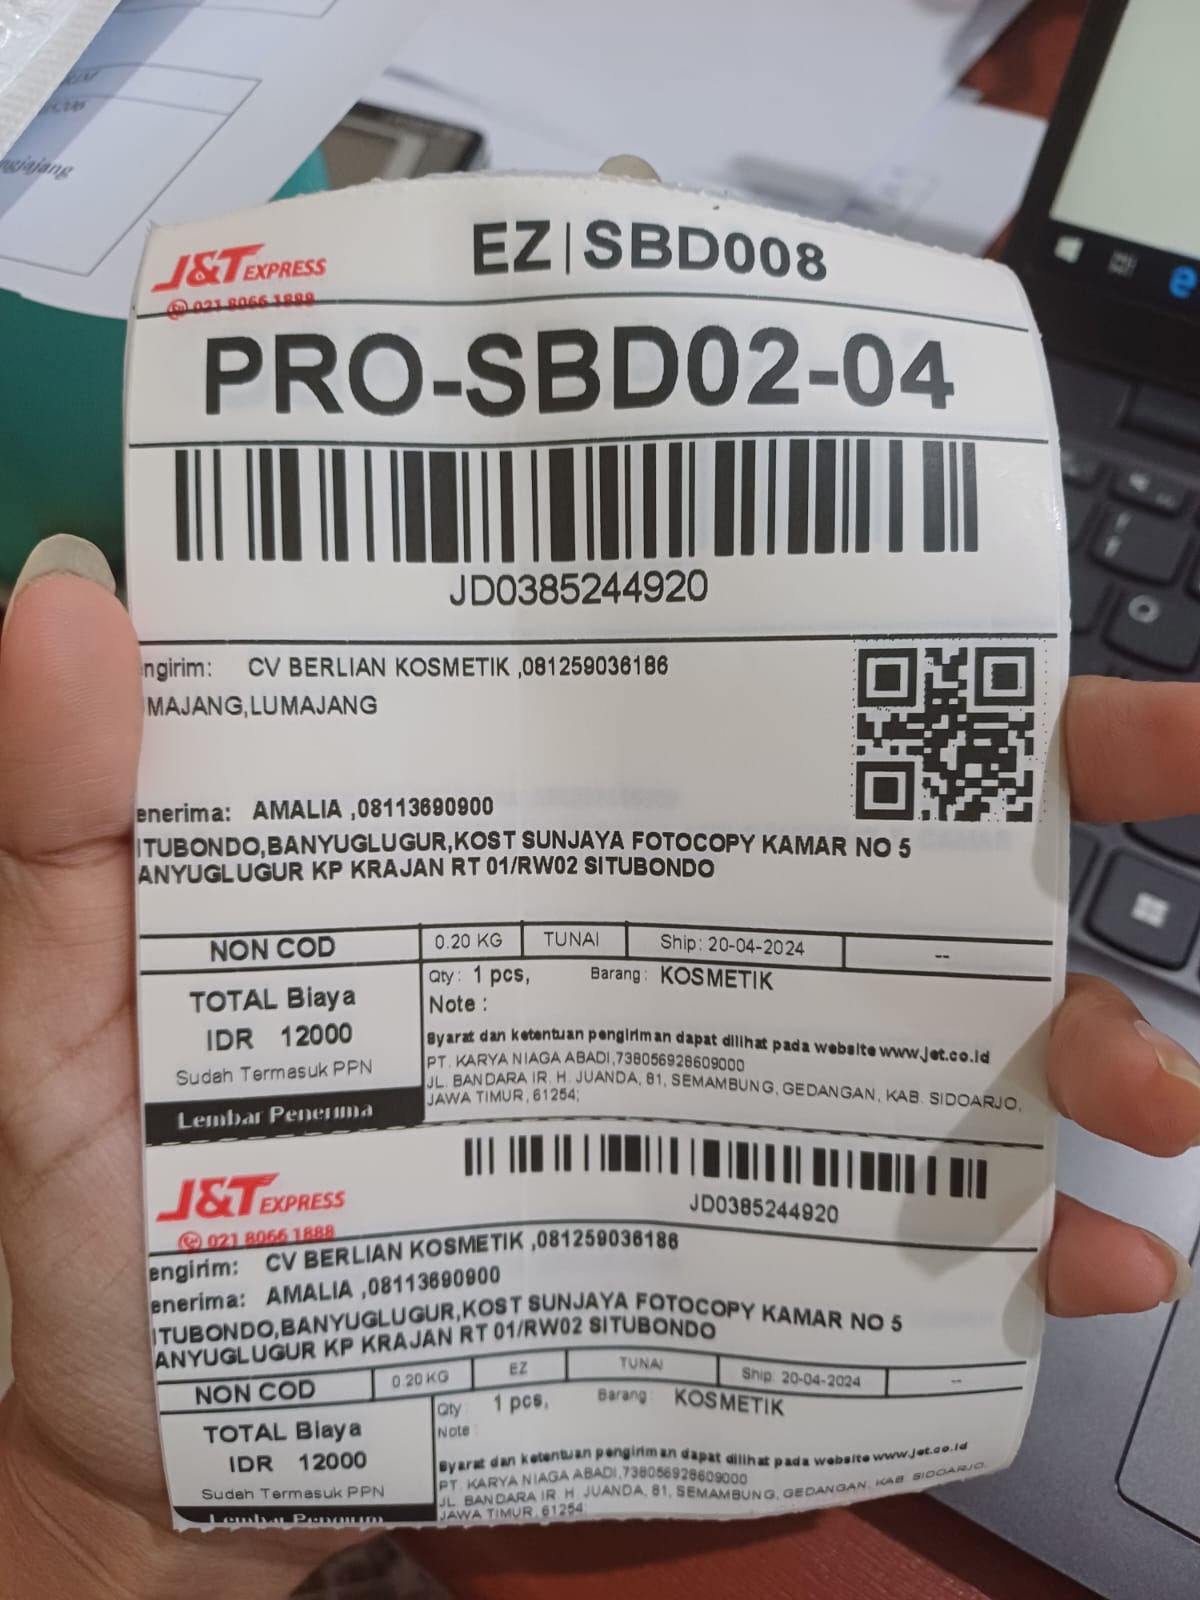 J&T EXPRESS
021 8066 1888
EZ|SBD008
PRO-SBD02-04
JD0385244920
engirim: CV BERLIAN KOSMETIK ,081259036186
MAJANG,LUMAJANG
enerima: AMALIA ,08113690900
ITUBONDO,BANYUGLUGUR,KOST SUNJAYA FOTOCOPY KAMAR NO 5
ANYUGLUGUR KP KRAJAN RT 01/RW02 SITUBONDO
NON COD 0.20 KG TUNAI Ship: 20-04-2024 --
TOTAL Biaya
IDR 12000
Sudah Termasuk PPN
Lembar Penerima
Qty : 1 pcs, Barang : KOSMETIK
Note :
Syarat dan ketentuan pengiriman dapat dilihat pada website www.jet.co.id
PT. KARYA NIAGA ABADI,738056928609000
JL. BANDARA IR. H. JUANDA, 81, SEMAMBUNG, GEDANGAN, KAB. SIDOARJO,
JAWA TIMUR, 61254;
J&T EXPRESS
021 8066 1888
JD0385244920
engirim: CV BERLIAN KOSMETIK ,081259036186
enerima: AMALIA ,08113690900
ITUBONDO,BANYUGLUGUR,KOST SUNJAYA FOTOCOPY KAMAR NO 5
ANYUGLUGUR KP KRAJAN RT 01/RW02 SITUBONDO
NON COD 0.20 KG EZ TUNAI Ship: 20-04-2024 --
TOTAL Biaya
IDR 12000
Sudah Termasuk PPN
Qty : 1 pcs, Barang : KOSMETIK
Note :
Syarat dan ketentuan pengiriman dapat dilihat pada website www.jet.co.id
PT. KARYA NIAGA ABADI,738056928609000
JL. BANDARA IR. H. JUANDA, 81, SEMAMBUNG, GEDANGAN, KAB. SIDOARJO,
JAWA TIMUR, 61254;